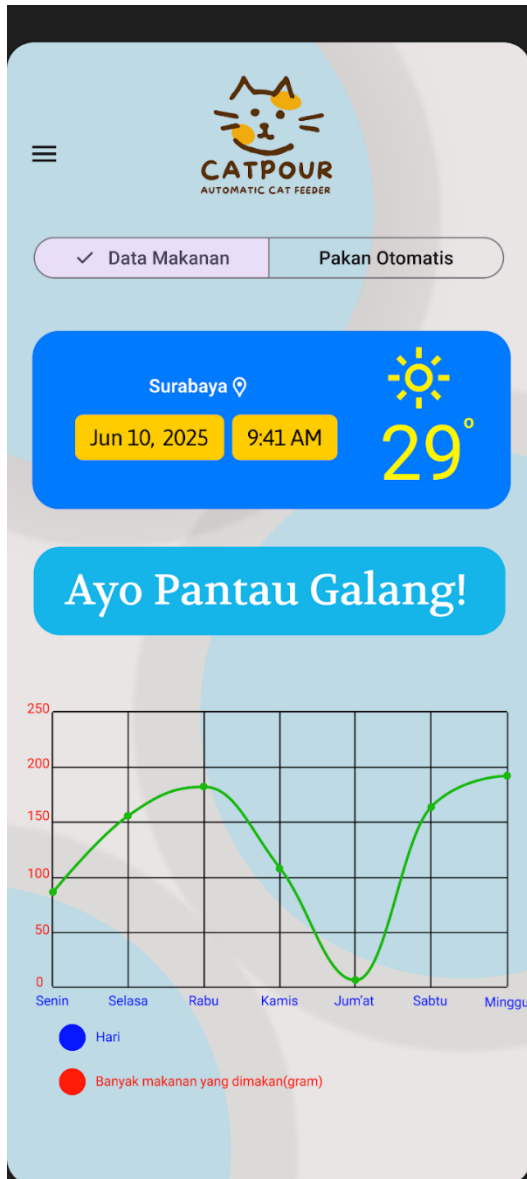 CATPOUR
AUTOMATIC CAT FEEDER
Data Makanan
Pakan Otomatis
Surabaya
Jun 10, 2025
9:41 AM
29°
Ayo Pantau Galang!
250
200
150
100
50
0
Senin Selasa Rabu Kamis Jum'at Sabtu Minggu
Hari
Banyak makanan yang dimakan(gram)